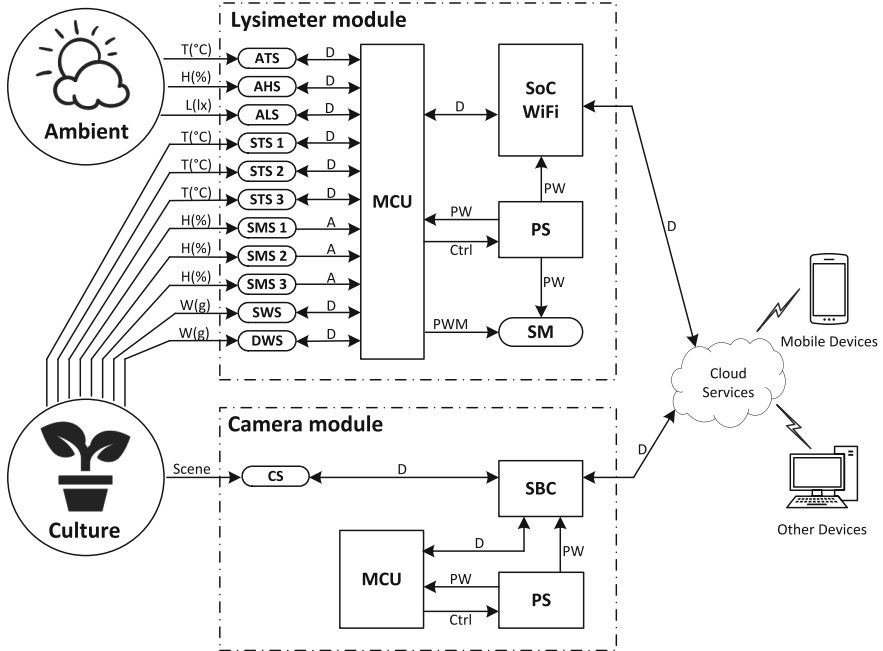 Lysimeter module
Ambient
T(°C) ATS D
H(%) AHS D
L(lx) ALS D
T(°C) STS 1 D
T(°C) STS 2 D
T(°C) STS 3 D
H(%) SMS 1 A
H(%) SMS 2 A
H(%) SMS 3 A
W(g) SWS D
W(g) DWS D
MCU
D
SoC
WiFi
PW
PW
Ctrl
PS
PW
PWM
SM
D
Mobile Devices
Cloud
Services
Other Devices
D
Camera module
Culture
Scene
CS
D
SBC
D
PW
MCU
PW
Ctrl
PS